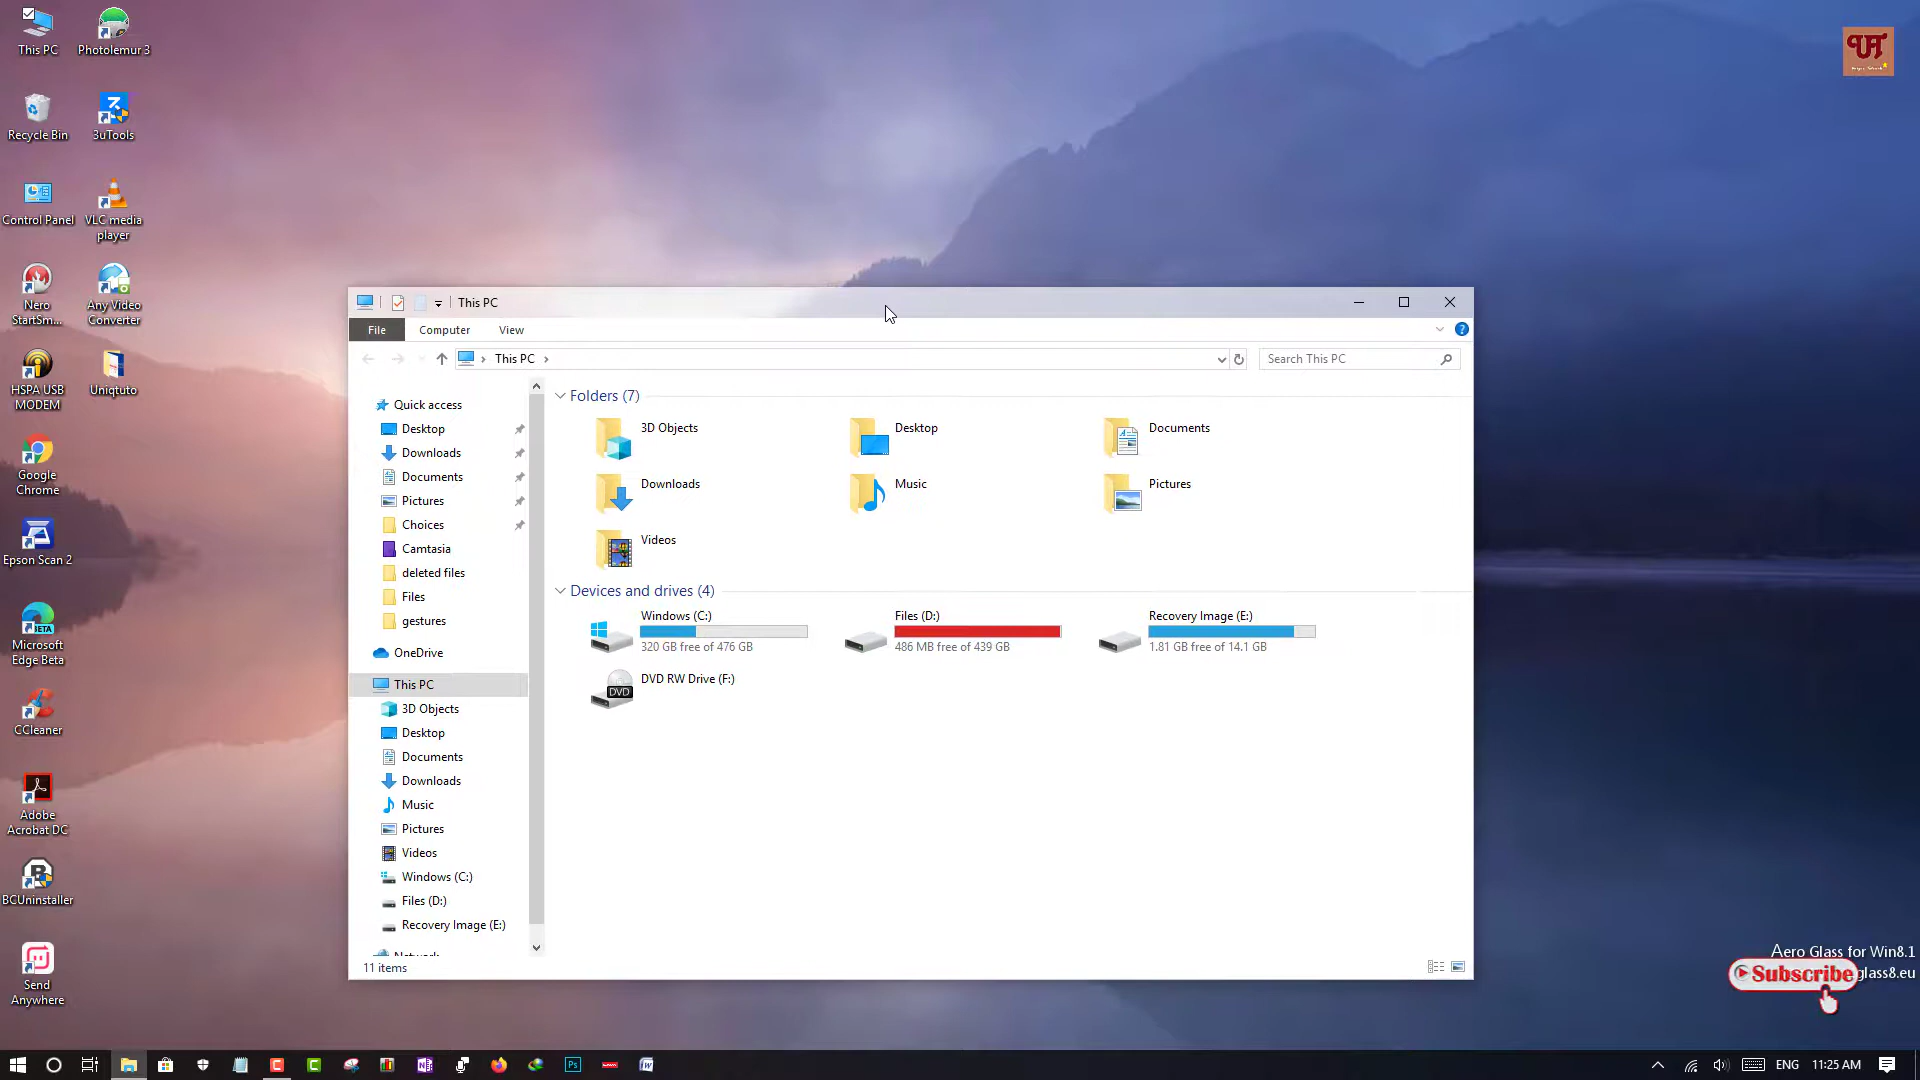 This PC
Photolemur 3
Recycle Bin
3uTools
Control Panel
VLC media
player
Nero
StartSm...
Any Video
Converter
HSPA USB
MODEM
Uniqtuto
Google
Chrome
Epson Scan 2
BETA
Microsoft
Edge Beta
CCleaner
Adobe
Acrobat DC
BCUninstaller
Send
Anywhere
UT
This PC
File
Computer
View
This PC
Search This PC
Quick access
Desktop
Downloads
Documents
Pictures
Choices
Camtasia
deleted files
Files
gestures
OneDrive
This PC
3D Objects
Desktop
Documents
Downloads
Music
Pictures
Videos
Windows (C:)
Files (D:)
Recovery Image (E:)
Network
Folders (7)
3D Objects
Desktop
Documents
Downloads
Music
Pictures
Videos
Devices and drives (4)
Windows (C:)
320 GB free of 476 GB
Files (D:)
486 MB free of 439 GB
Recovery Image (E:)
1.81 GB free of 14.1 GB
DVD
DVD RW Drive (F:)
11 items
Aero Glass for Win8.1
glass8.eu
Subscribe
Ps
ENG
11:25 AM